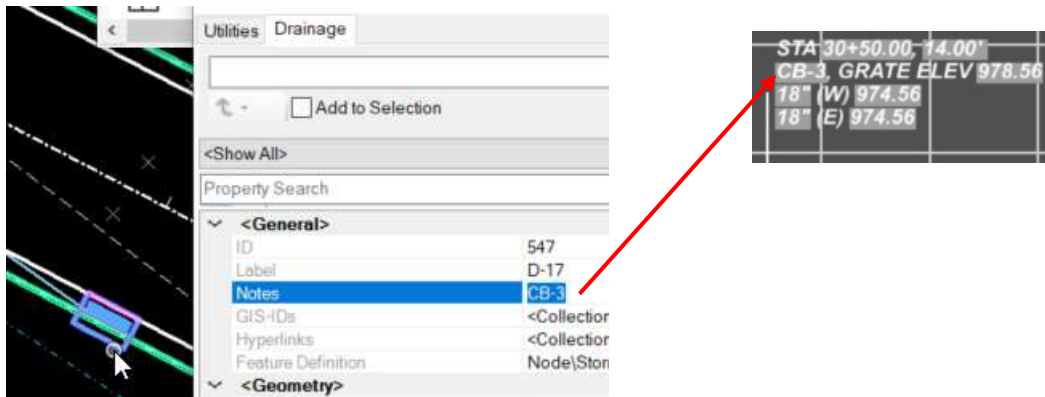 Utilities Drainage
Add to Selection
<Show All>
Property Search
<General>
ID 547
Label D-17
Notes CB-3
GIS-IDs <Collection
Hyperlinks <Collection
Feature Definition Node\Storm
<Geometry>
STA 30+50.00, 14.00'
CB-3, GRATE ELEV 978.56
18" (W) 974.56
18" (E) 974.56